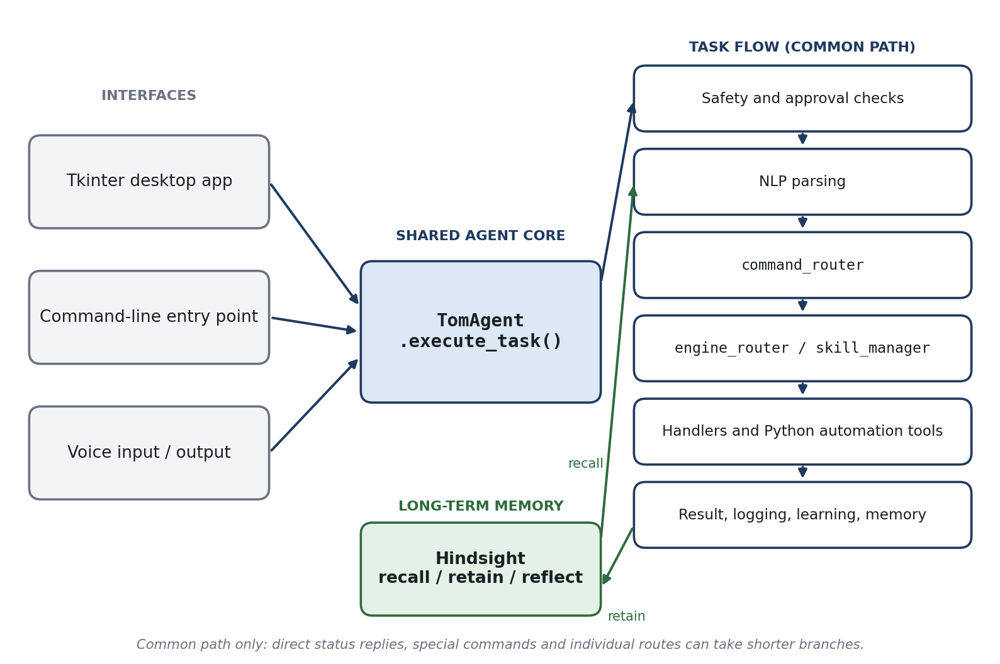 INTERFACES
Tkinter desktop app
Command-line entry point
Voice input / output
SHARED AGENT CORE
TomAgent
.execute_task()
LONG-TERM MEMORY
Hindsight
recall / retain / reflect
recall
retain
TASK FLOW (COMMON PATH)
Safety and approval checks
NLP parsing
command_router
engine_router / skill_manager
Handlers and Python automation tools
Result, logging, learning, memory
Common path only: direct status replies, special commands and individual routes can take shorter branches.